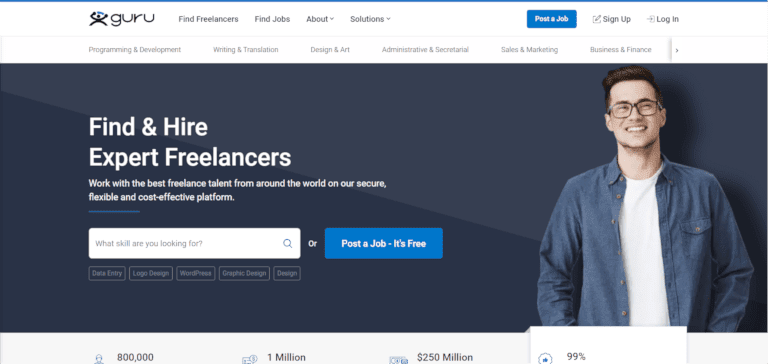 guru
Find Freelancers
Find Jobs
About
Solutions
Post a Job
Sign Up
Log In
Programming & Development
Writing & Translation
Design & Art
Administrative & Secretarial
Sales & Marketing
Business & Finance
Find & Hire
Expert Freelancers
Work with the best freelance talent from around the world on our secure,
flexible and cost-effective platform.
What skill are you looking for?
Or
Post a Job - It's Free
Data Entry
Logo Design
WordPress
Graphic Design
Design
800,000
1 Million
$250 Million
99%